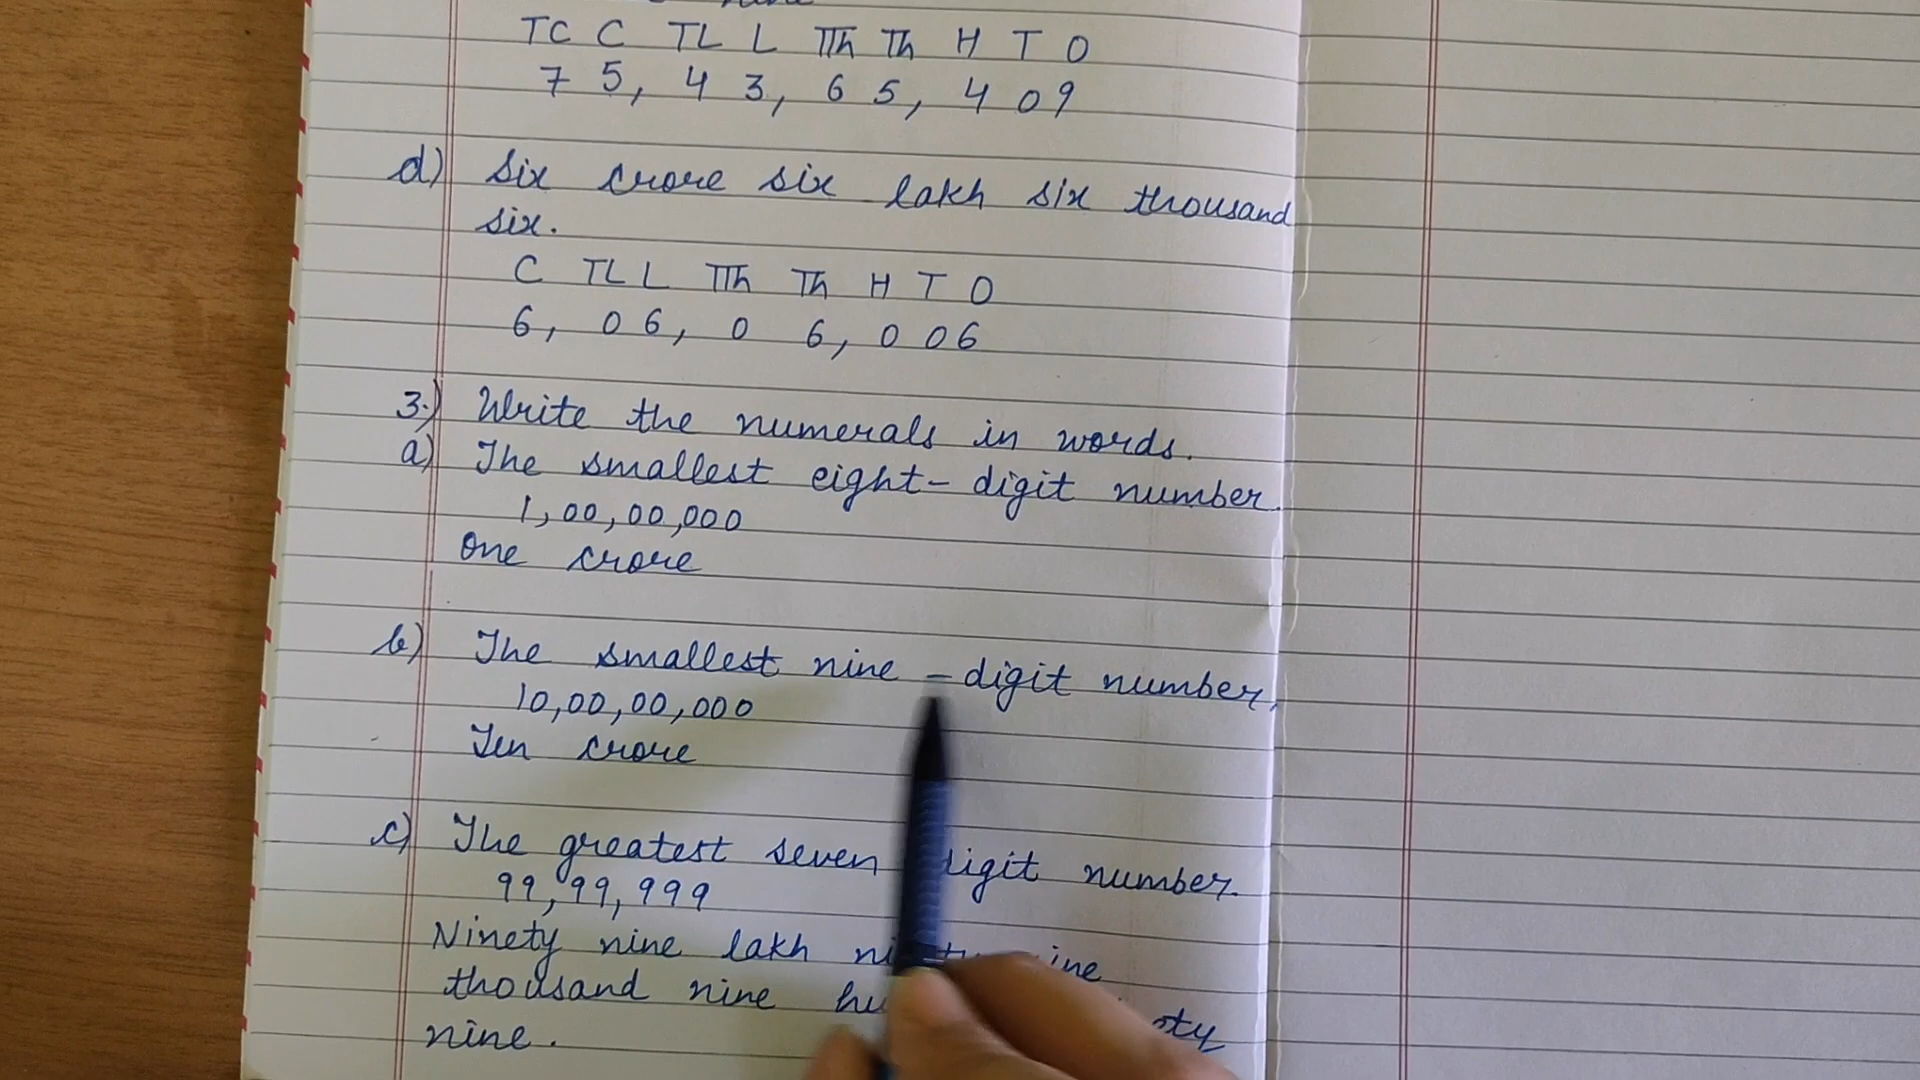 TC C TL L TTh Th H T O
7 5, 4 3, 6 5, 4 0 9
d) Six crore six lakh six thousand
six.
C TL L TTh Th H T O
6, 0 6, 0 6, 0 0 6
3.) Write the numerals in words.
a) The smallest eight-digit number.
1,00,00,000
One crore
b) The smallest nine-digit number.
10,00,00,000
Ten crore
c) The greatest seven digit number.
99,99,999
Ninety nine lakh
thousand nine
nine.